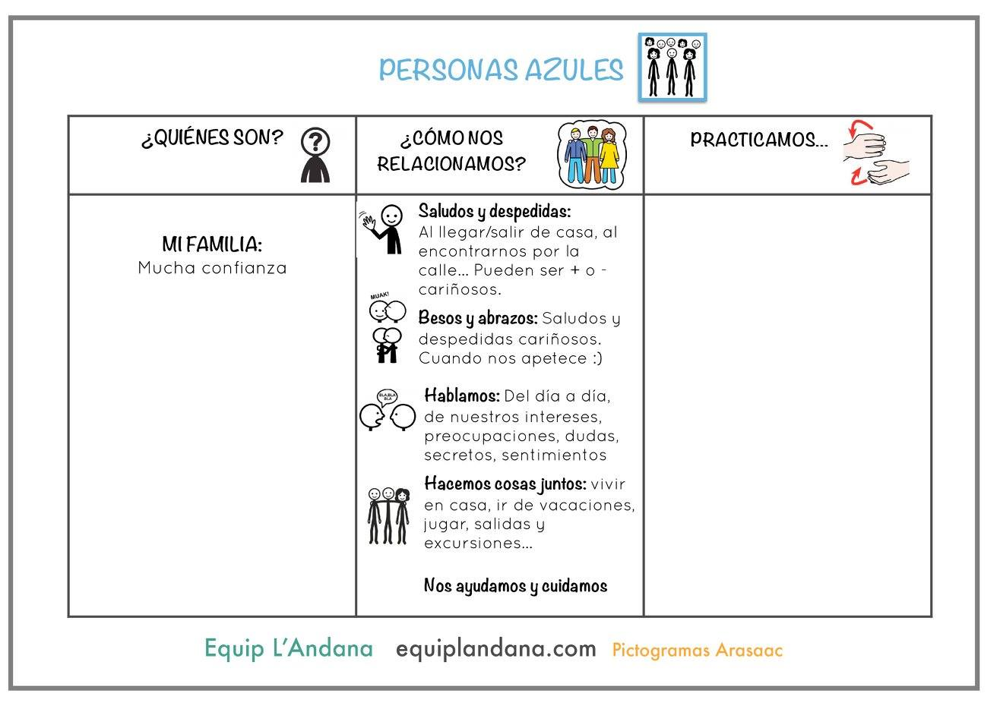 PERSONAS AZULES
¿QUIÉNES SON?
?
¿CÓMO NOS
RELACIONAMOS?
PRACTICAMOS...
MI FAMILIA:
Mucha confianza
Saludos y despedidas:
Al llegar/salir de casa, al
encontrarnos por la
calle... Pueden ser + o -
cariñosos.
MUAK!
Besos y abrazos: Saludos y
despedidas cariñosos.
Cuando nos apetece :)
BLA,BLA
BLA
Hablamos: Del día a día,
de nuestros intereses,
preocupaciones, dudas,
secretos, sentimientos
Hacemos cosas juntos: vivir
en casa, ir de vacaciones,
jugar, salidas y
excursiones...
Nos ayudamos y cuidamos
Equip L'Andana equiplandana.com Pictogramas Arasaac